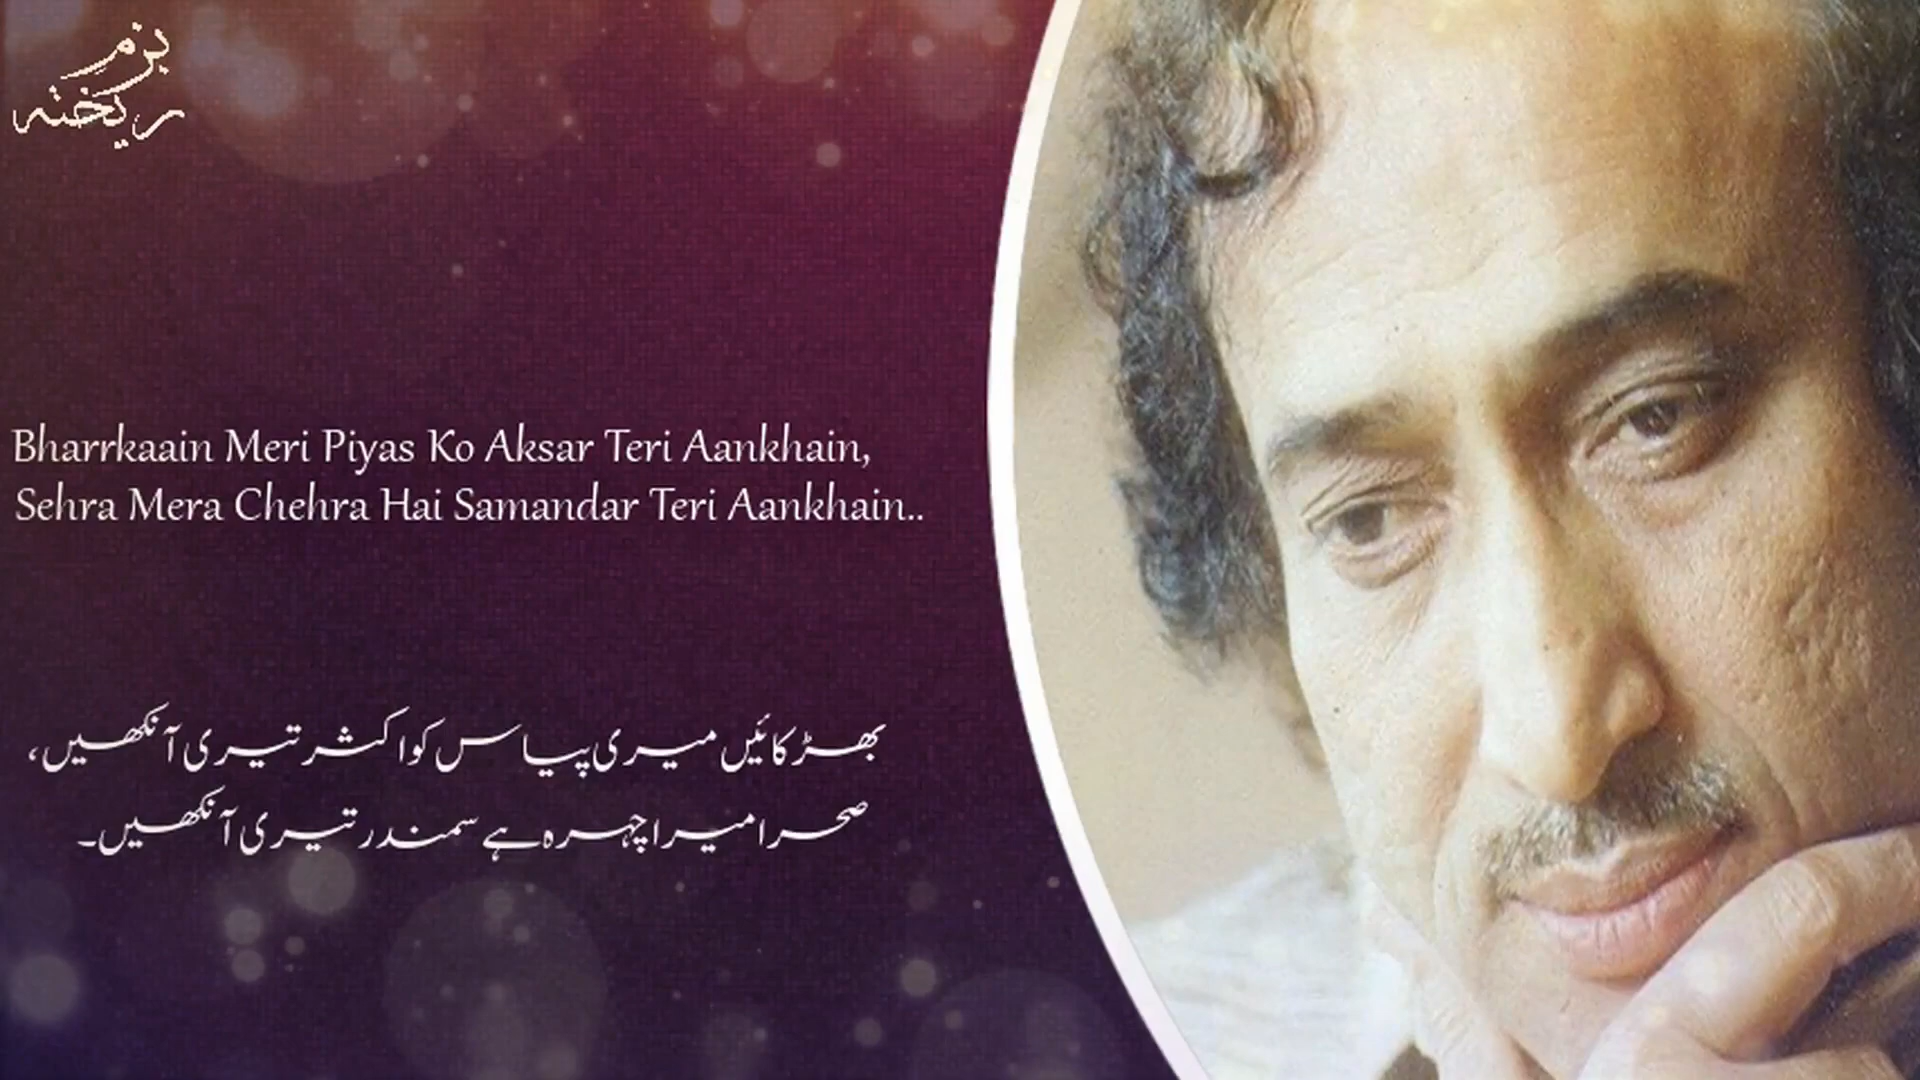 بزم
ریختہ
Bharrkaain Meri Piyas Ko Aksar Teri Aankhain,
Sehra Mera Chehra Hai Samandar Teri Aankhain..
بھڑکائیں میری پیاس کو اکثر تیری آنکھیں،
صحرا میرا چہرہ ہے سمندر تیری آنکھیں۔